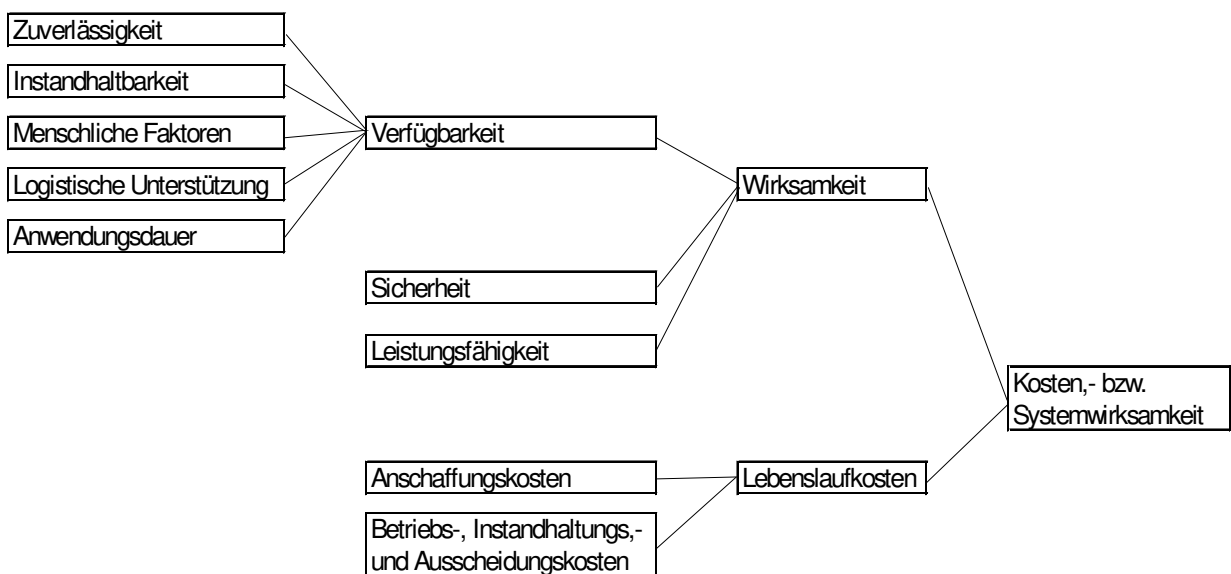 Zuverlässigkeit
Instandhaltbarkeit
Menschliche Faktoren
Logistische Unterstützung
Anwendungsdauer
Verfügbarkeit
Sicherheit
Leistungsfähigkeit
Anschaffungskosten
Betriebs-, Instandhaltungs,-
und Ausscheidungskosten
Wirksamkeit
Lebenslaufkosten
Kosten,- bzw.
Systemwirksamkeit